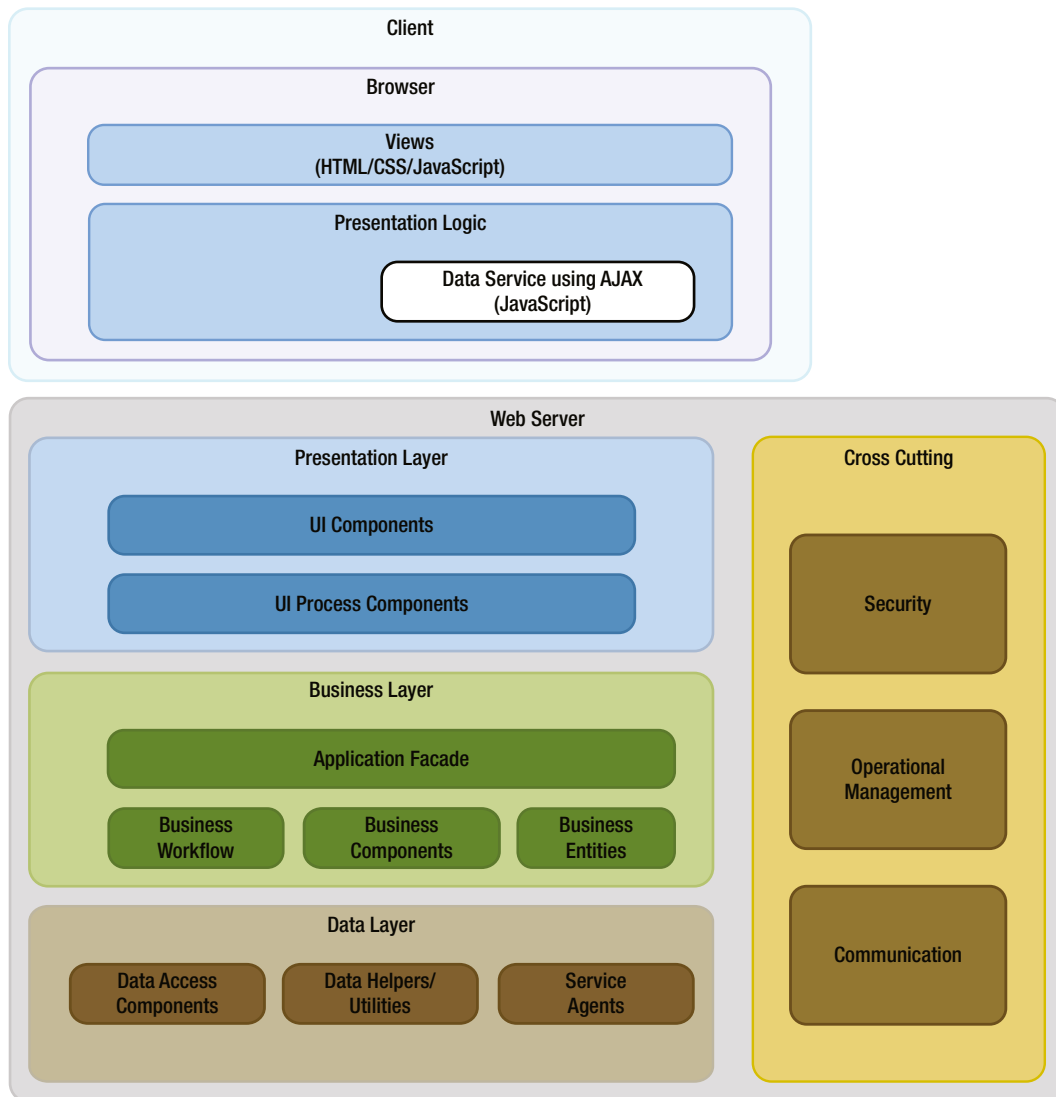 Client
Browser
Views
(HTML/CSS/JavaScript)
Presentation Logic
Data Service using AJAX
(JavaScript)
Web Server
Presentation Layer
UI Components
UI Process Components
Business Layer
Application Facade
Business
Workflow
Business
Components
Business
Entities
Data Layer
Data Access
Components
Data Helpers/
Utilities
Service
Agents
Cross Cutting
Security
Operational
Management
Communication